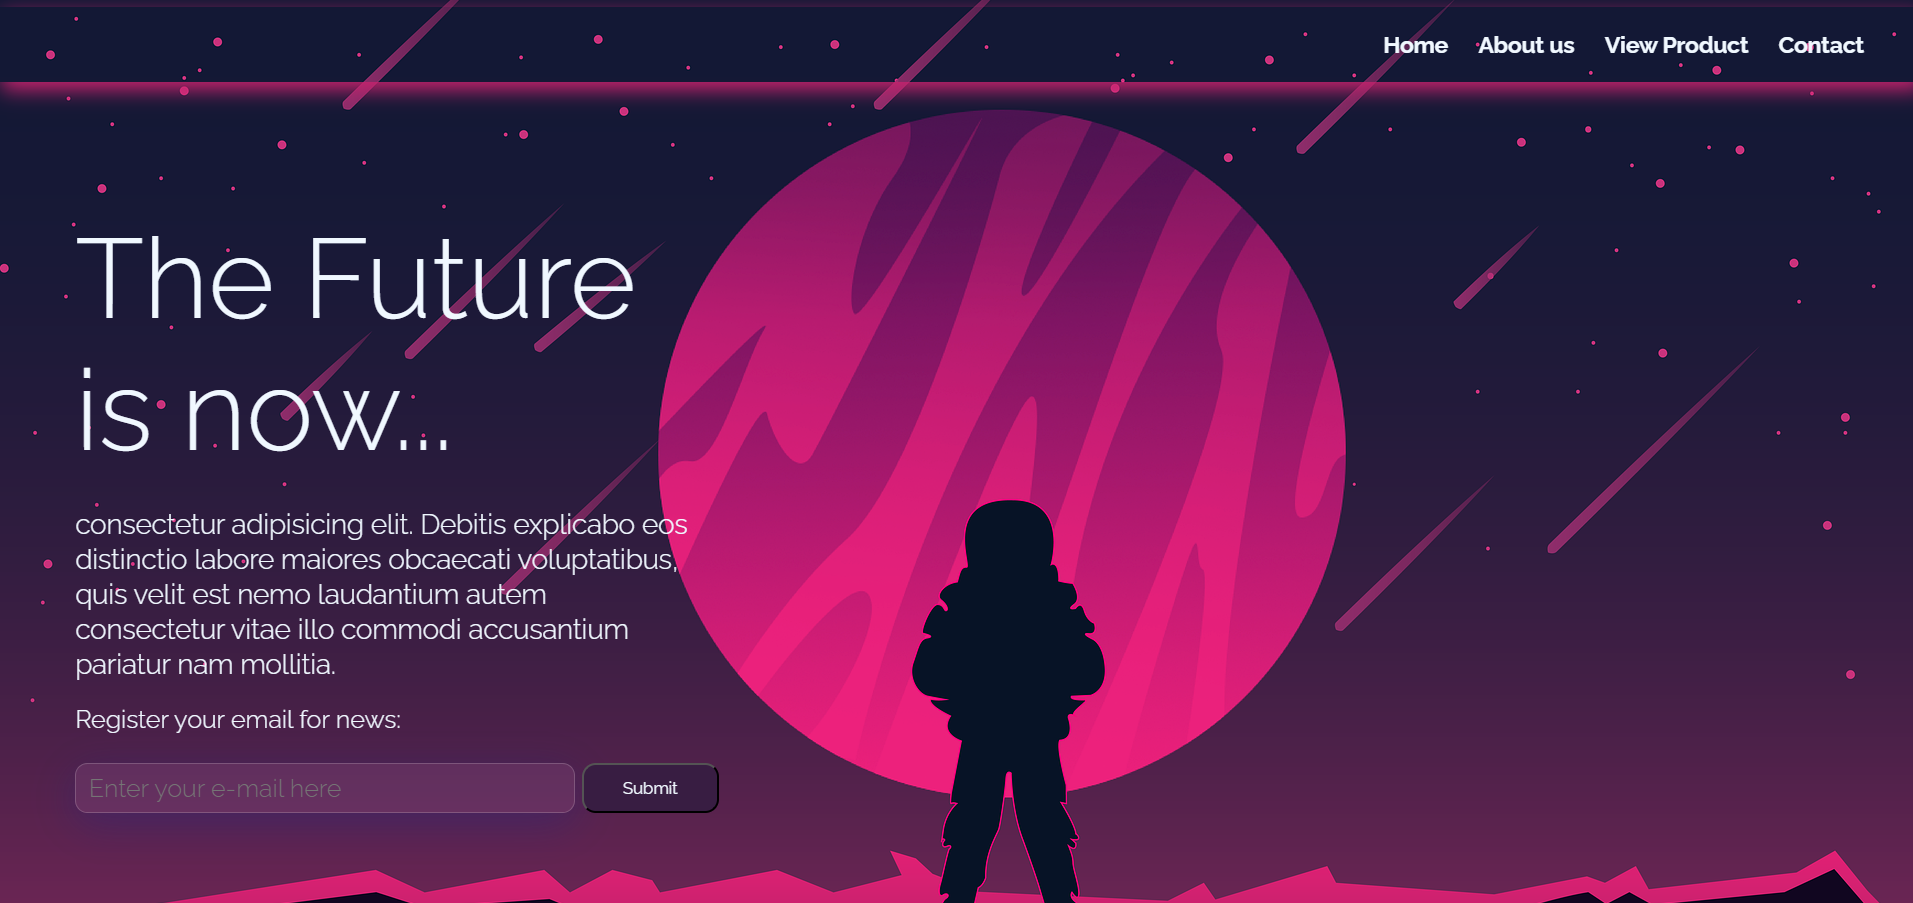 Home About us View Product Contact
The Future
is now...
consectetur adipisicing elit. Debitis explicabo eos
distinctio labore maiores obcaecati voluptatibus,
quis velit est nemo laudantium autem
consectetur vitae illo commodi accusantium
pariatur nam mollitia.
Register your email for news:
Enter your e-mail here Submit